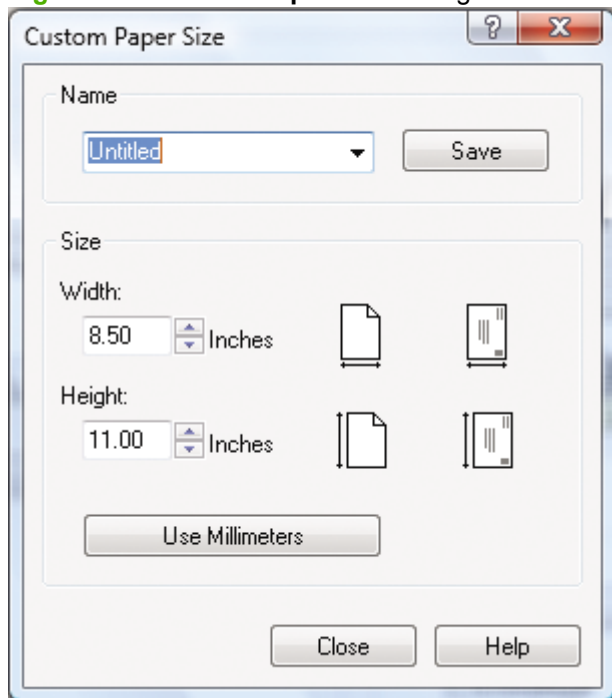 Custom Paper Size
Name
Untitled
Save
Size
Width:
8.50 Inches
Height:
11.00 Inches
Use Millimeters
Close Help